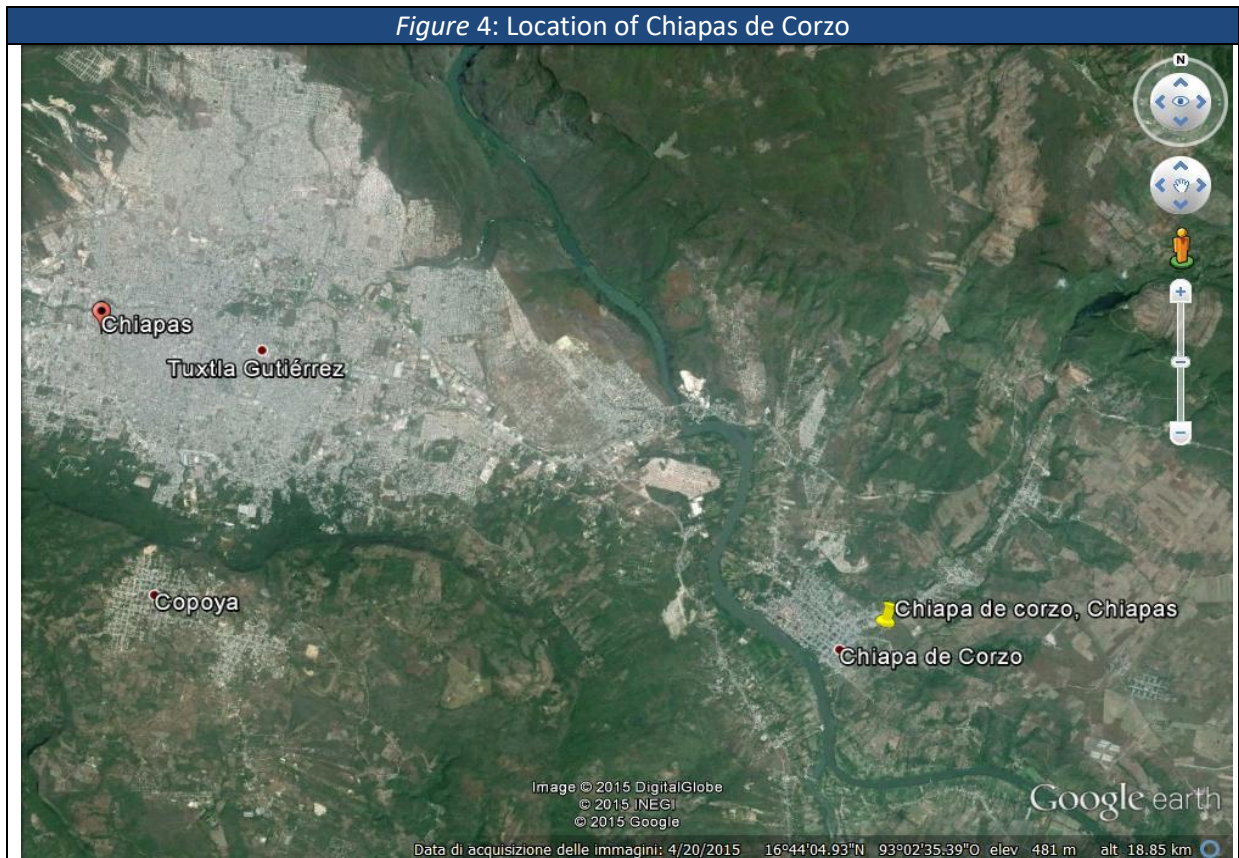 Figure 4: Location of Chiapas de Corzo
N
Chiapas
Tuxtla Gutiérrez
Copoya
Chiapa de corzo, Chiapas
Chiapa de Corzo
Image © 2015 DigitalGlobe
© 2015 INEGI
© 2015 Google
Google earth
Data di acquisizione delle immagini: 4/20/2015 16°44'04.93"N 93°02'35.39"O elev 481 m alt 18.85 km